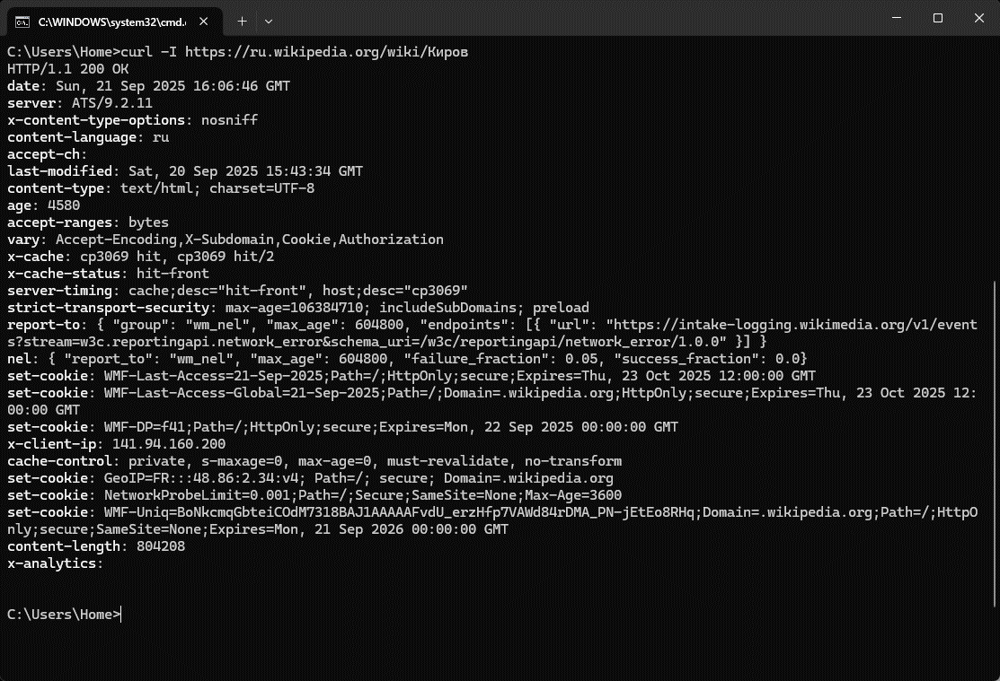 C:\WINDOWS\system32\cmd.
C:\Users\Home>curl -I https://ru.wikipedia.org/wiki/Киров
HTTP/1.1 200 OK
date: Sun, 21 Sep 2025 16:06:46 GMT
server: ATS/9.2.11
x-content-type-options: nosniff
content-language: ru
accept-ch:
last-modified: Sat, 20 Sep 2025 15:43:34 GMT
content-type: text/html; charset=UTF-8
age: 4580
accept-ranges: bytes
vary: Accept-Encoding,X-Subdomain,Cookie,Authorization
x-cache: cp3069 hit, cp3069 hit/2
x-cache-status: hit-front
server-timing: cache;desc="hit-front", host;desc="cp3069"
strict-transport-security: max-age=106384710; includeSubDomains; preload
report-to: { "group": "wm_nel", "max_age": 604800, "endpoints": [{ "url": "https://intake-logging.wikimedia.org/v1/event
s?stream=w3c.reportingapi.network_error&schema_uri=/w3c/reportingapi/network_error/1.0.0" }] }
nel: { "report_to": "wm_nel", "max_age": 604800, "failure_fraction": 0.05, "success_fraction": 0.0}
set-cookie: WMF-Last-Access=21-Sep-2025;Path=/;HttpOnly;secure;Expires=Thu, 23 Oct 2025 12:00:00 GMT
set-cookie: WMF-Last-Access-Global=21-Sep-2025;Path=/;Domain=.wikipedia.org;HttpOnly;secure;Expires=Thu, 23 Oct 2025 12:
00:00 GMT
set-cookie: WMF-DP=f41;Path=/;HttpOnly;secure;Expires=Mon, 22 Sep 2025 00:00:00 GMT
x-client-ip: 141.94.160.200
cache-control: private, s-maxage=0, max-age=0, must-revalidate, no-transform
set-cookie: GeoIP=FR:::48.86:2.34:v4; Path=/; secure; Domain=.wikipedia.org
set-cookie: NetworkProbeLimit=0.001;Path=/;Secure;SameSite=None;Max-Age=3600
set-cookie: WMF-Uniq=BoNkcmqGbteiCOdM7318BAJ1AAAAAFvdU_erzHfp7VAWd84rDMA_PN-jEtEo8RHq;Domain=.wikipedia.org;Path=/;HttpO
nly;secure;SameSite=None;Expires=Mon, 21 Sep 2026 00:00:00 GMT
content-length: 804208
x-analytics:
C:\Users\Home>